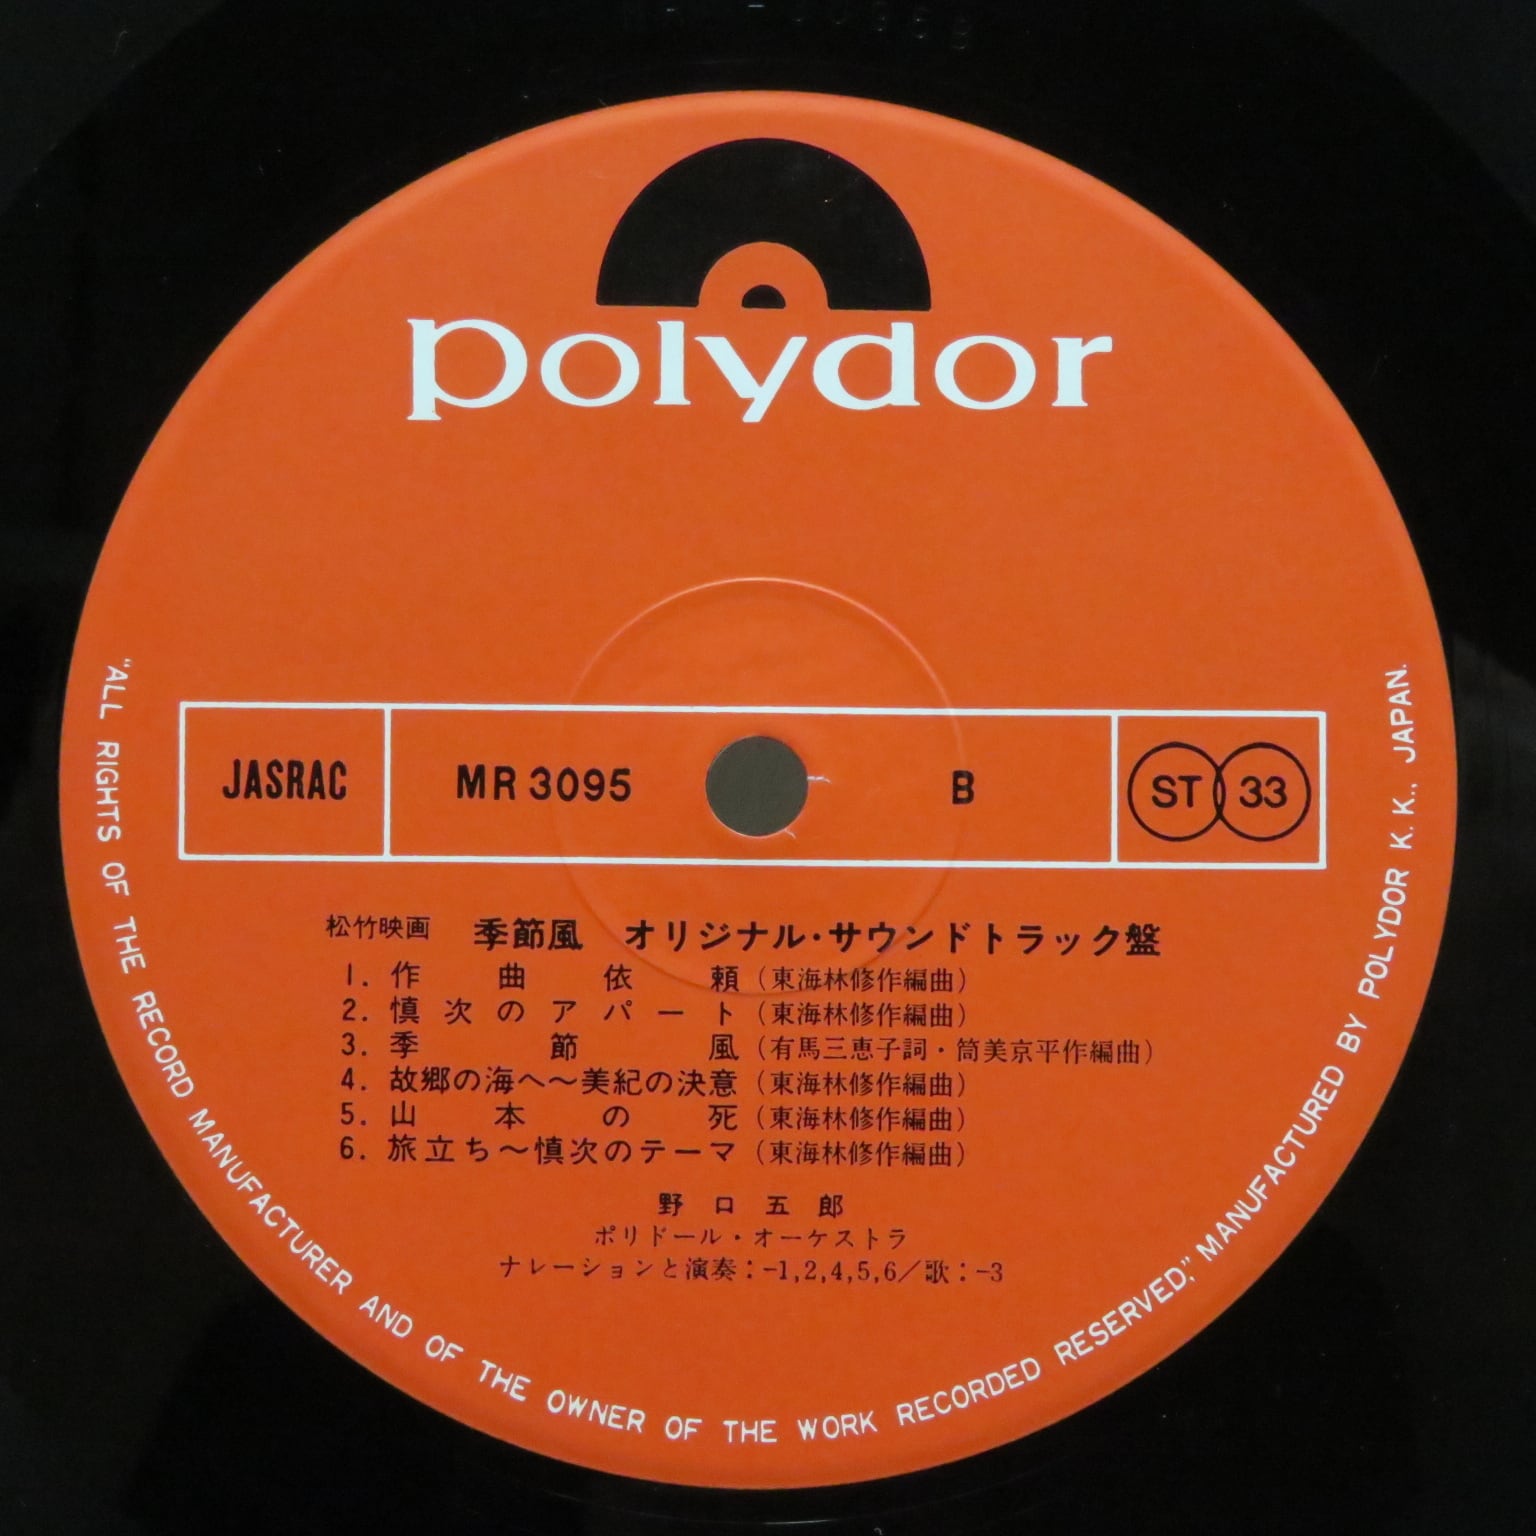 polydor
JASRAC MR 3095 B ST 33
松竹映画 季節風 オリジナル・サウンドトラック盤
1. 作曲依頼(東海林修作編曲)
2. 慎次のアパート(東海林修作編曲)
3. 季節風(有馬三恵子詞・筒美京平作編曲)
4. 故郷の海へ〜美紀の決意(東海林修作編曲)
5. 山本の死(東海林修作編曲)
6. 旅立ち〜慎次のテーマ(東海林修作編曲)
野口五郎
ポリドール・オーケストラ
ナレーションと演奏:-1,2,4,5,6/歌:-3
"ALL RIGHTS OF THE RECORD MANUFACTURER AND OF THE OWNER OF THE WORK RECORDED RESERVED," MANUFACTURED BY POLYDOR K. K., JAPAN.